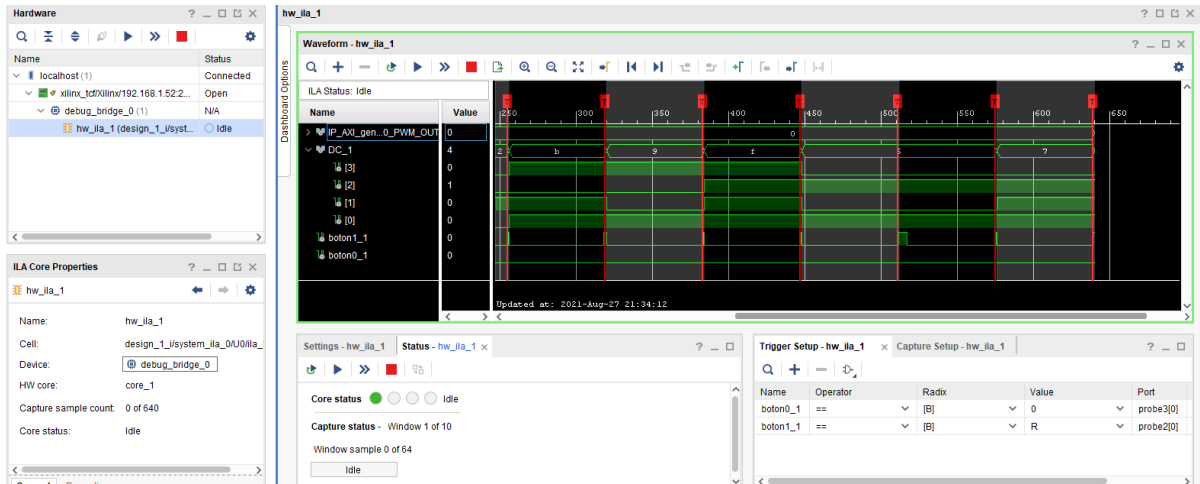 Hardware
Name Status
localhost (1) Connected
xilinx_tcf/Xilinx/192.168.1.52:2... Open
debug_bridge_0 (1) N/A
hw_ila_1 (design_1_i/syst... Idle
ILA Core Properties
hw_ila_1
Name: hw_ila_1
Cell: design_1_i/system_ila_0/U0/ila_l
Device: debug_bridge_0
HW core: core_1
Capture sample count: 0 of 640
Core status: Idle
hw_ila_1
Dashboard Options
Waveform - hw_ila_1
ILA Status: Idle
Name Value
250 300 350 400 450 500 550 600 650
IP_AXI_gen...0_PWM_OUT 0 0
DC_1 4 2 b 9 f 5 7
[3] 0
[2] 1
[1] 0
[0] 0
boton1_1 0
boton0_1 0
Updated at: 2021-Aug-27 21:34:12
Settings - hw_ila_1 Status - hw_ila_1
Core status Idle
Capture status - Window 1 of 10
Window sample 0 of 64
Idle
Trigger Setup - hw_ila_1 Capture Setup - hw_ila_1
Name Operator Radix Value Port
boton0_1 == [B] 0 probe3[0]
boton1_1 == [B] R probe2[0]